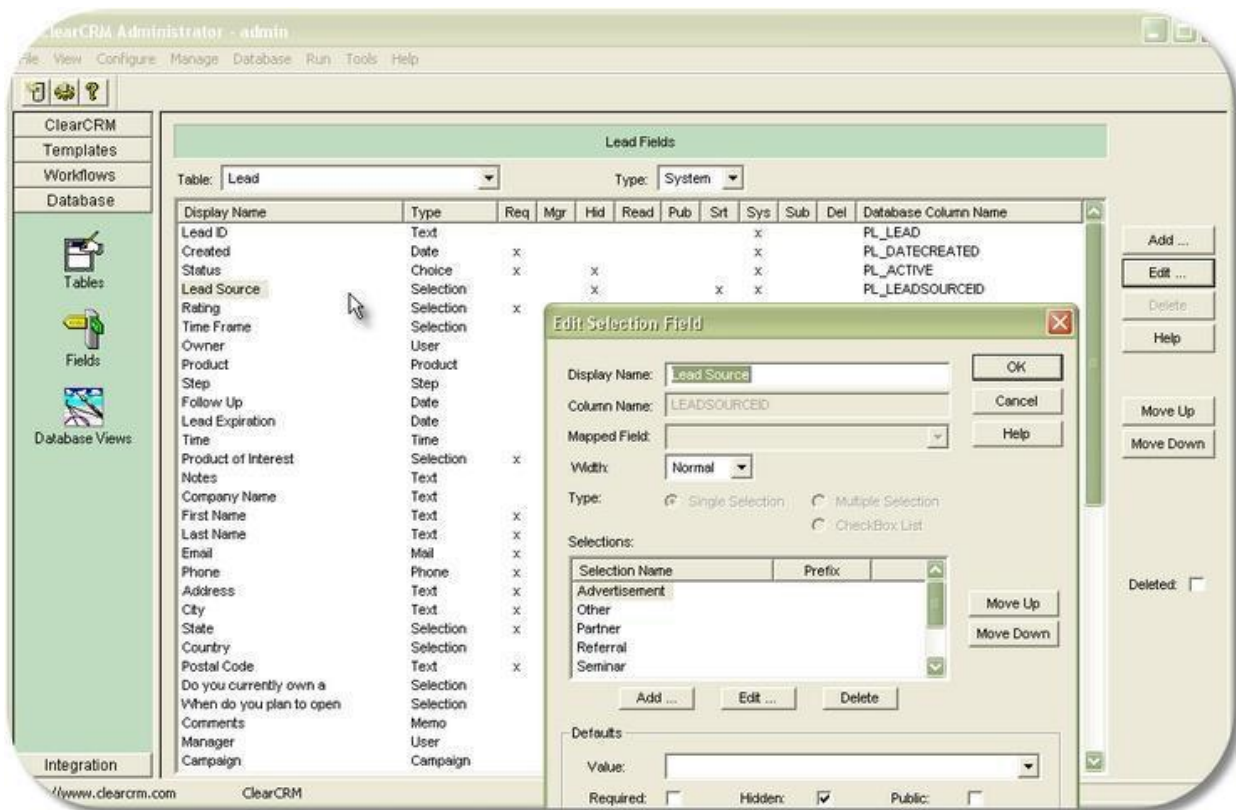 ClearCRM Administrator - admin
File View Configure Manage Database Run Tools Help
ClearCRM
Templates
Workflows
Database
Tables
Fields
Database Views
Integration
Lead Fields
Table: Lead Type: System
Display Name Type Req Mgr Hid Read Pub Srt Sys Sub Del Database Column Name
Lead ID Text x PL_LEAD
Created Date x x PL_DATECREATED
Status Choice x x x PL_ACTIVE
Lead Source Selection x x x PL_LEADSOURCEID
Rating Selection x
Time Frame Selection
Owner User
Product Product
Step Step
Follow Up Date
Lead Expiration Date
Time Time
Product of Interest Selection x
Notes Text
Company Name Text
First Name Text x
Last Name Text x
Email Mail x
Phone Phone x
Address Text x
City Text x
State Selection x
Country Selection
Postal Code Text x
Do you currently own a Selection
When do you plan to open Selection
Comments Memo
Manager User
Campaign Campaign
Add ...
Edit ...
Delete
Help
Move Up
Move Down
Deleted:
Edit Selection Field
Display Name: Lead Source
Column Name: LEADSOURCEID
Mapped Field:
Width: Normal
Type: Single Selection Multiple Selection
CheckBox List
OK
Cancel
Help
Selections:
Selection Name Prefix
Advertisement
Other
Partner
Referral
Seminar
Move Up
Move Down
Add ... Edit ... Delete
Defaults
Value:
Required: Hidden: Public:
//www.clearcrm.com ClearCRM